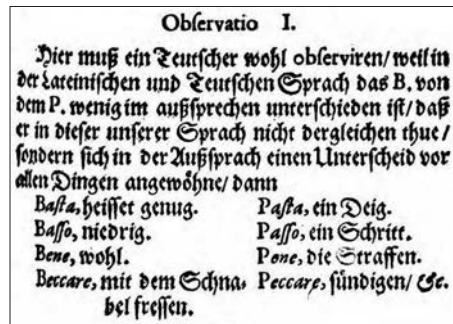 Obſervatio I.
Hier muß ein Teutſcher wohl obſerviren/ weil in
der Lateiniſchen und Teutſchen Sprach das B. von
dem P. wenig im außſprechen unterſchieden iſt/ daß
er in dieſer unſerer Sprach nicht dergleichen thue/
ſondern ſich in der Außſprach einen Unterſcheid vor
allen Dingen angewöhne/ dann
Baſta, heiſſet genug. Paſta, ein Deig.
Baſſo, niedrig. Paſſo, ein Schritt.
Bene, wohl. Pene, die Straffen.
Beccare, mit dem Schna- Peccare, ſündigen/ &c.
bel freſſen.